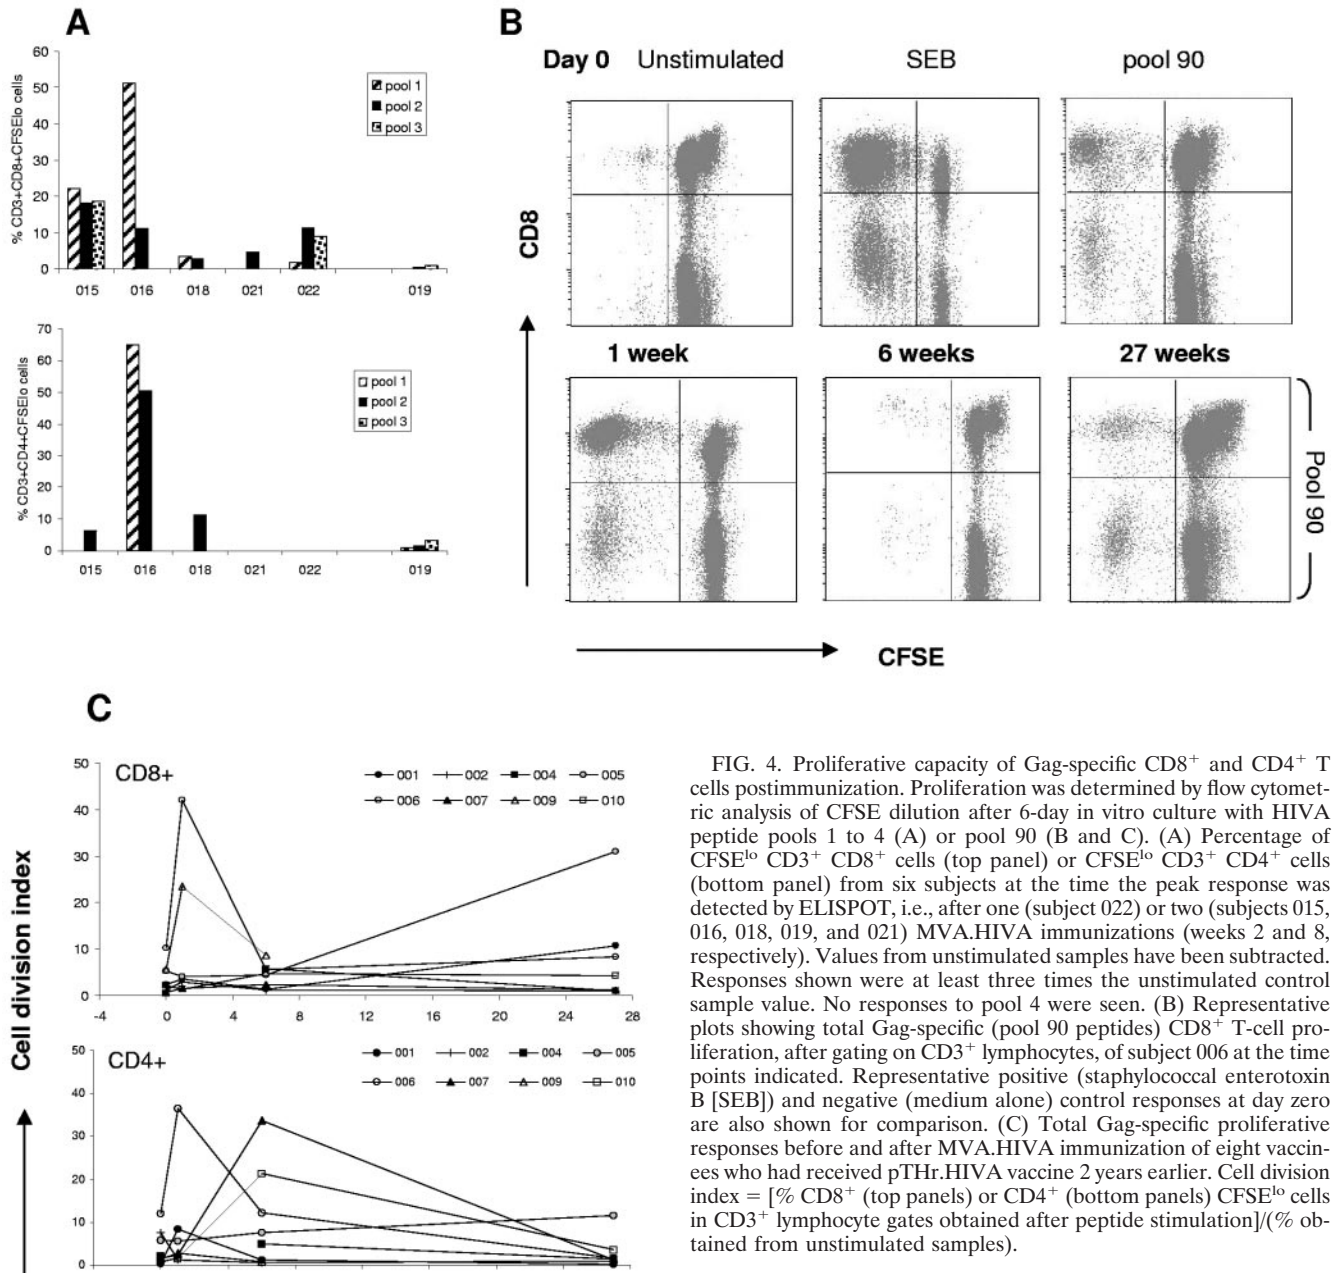 A
% CD3+CD8+CFSElo cells
60
50
40
30
20
10
0
pool 1
pool 2
pool 3
015 016 018 021 022 019
% CD3+CD4+CFSElo cells
70
60
50
40
30
20
10
0
pool 1
pool 2
pool 3
015 016 018 021 022 019
B
Day 0 Unstimulated SEB pool 90
CD8
1 week 6 weeks 27 weeks
Pool 90
CFSE
C
Cell division index
CD8+
50
40
30
20
10
0
001 002 004 005
006 007 009 010
-4 0 4 8 12 16 20 24 28
CD4+
50
40
30
20
10
0
001 002 004 005
006 007 009 010
FIG. 4. Proliferative capacity of Gag-specific CD8+ and CD4+ T
cells postimmunization. Proliferation was determined by flow cytomet-
ric analysis of CFSE dilution after 6-day in vitro culture with HIVA
peptide pools 1 to 4 (A) or pool 90 (B and C). (A) Percentage of
CFSElo CD3+ CD8+ cells (top panel) or CFSElo CD3+ CD4+ cells
(bottom panel) from six subjects at the time the peak response was
detected by ELISPOT, i.e., after one (subject 022) or two (subjects 015,
016, 018, 019, and 021) MVA.HIVA immunizations (weeks 2 and 8,
respectively). Values from unstimulated samples have been subtracted.
Responses shown were at least three times the unstimulated control
sample value. No responses to pool 4 were seen. (B) Representative
plots showing total Gag-specific (pool 90 peptides) CD8+ T-cell pro-
liferation, after gating on CD3+ lymphocytes, of subject 006 at the time
points indicated. Representative positive (staphylococcal enterotoxin
B [SEB]) and negative (medium alone) control responses at day zero
are also shown for comparison. (C) Total Gag-specific proliferative
responses before and after MVA.HIVA immunization of eight vaccin-
ees who had received pTHr.HIVA vaccine 2 years earlier. Cell division
index = [% CD8+ (top panels) or CD4+ (bottom panels) CFSElo cells
in CD3+ lymphocyte gates obtained after peptide stimulation]/(% ob-
tained from unstimulated samples).